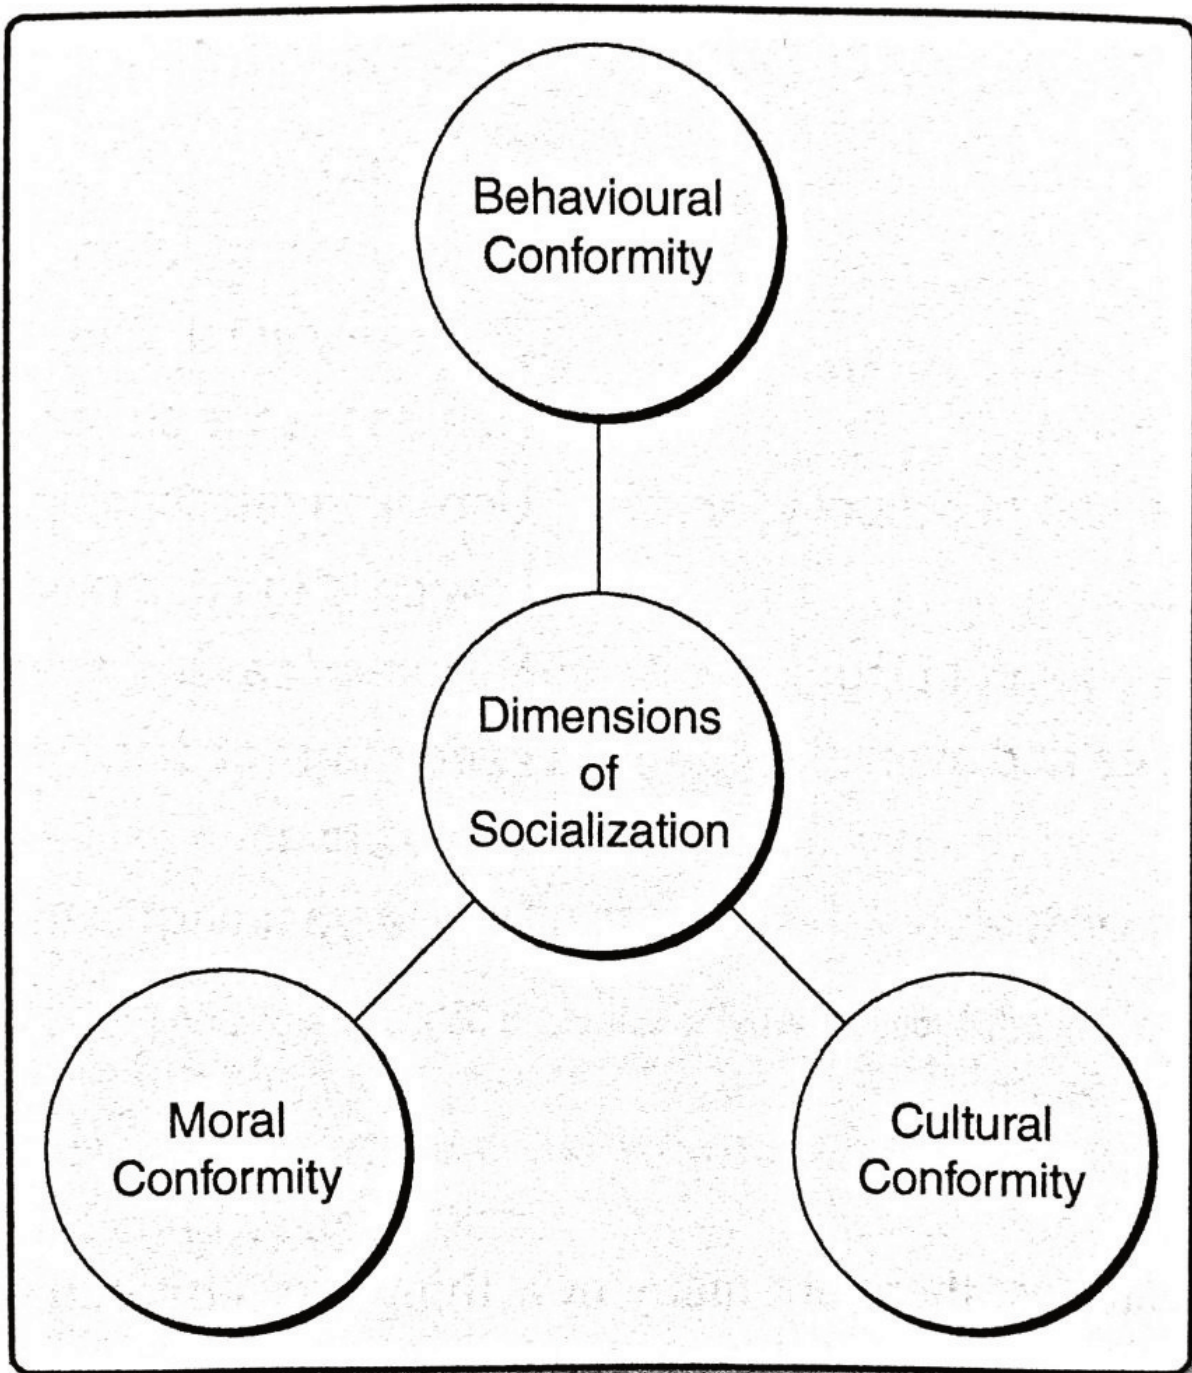 Behavioural
Conformity
Dimensions
of
Socialization
Moral
Conformity
Cultural
Conformity